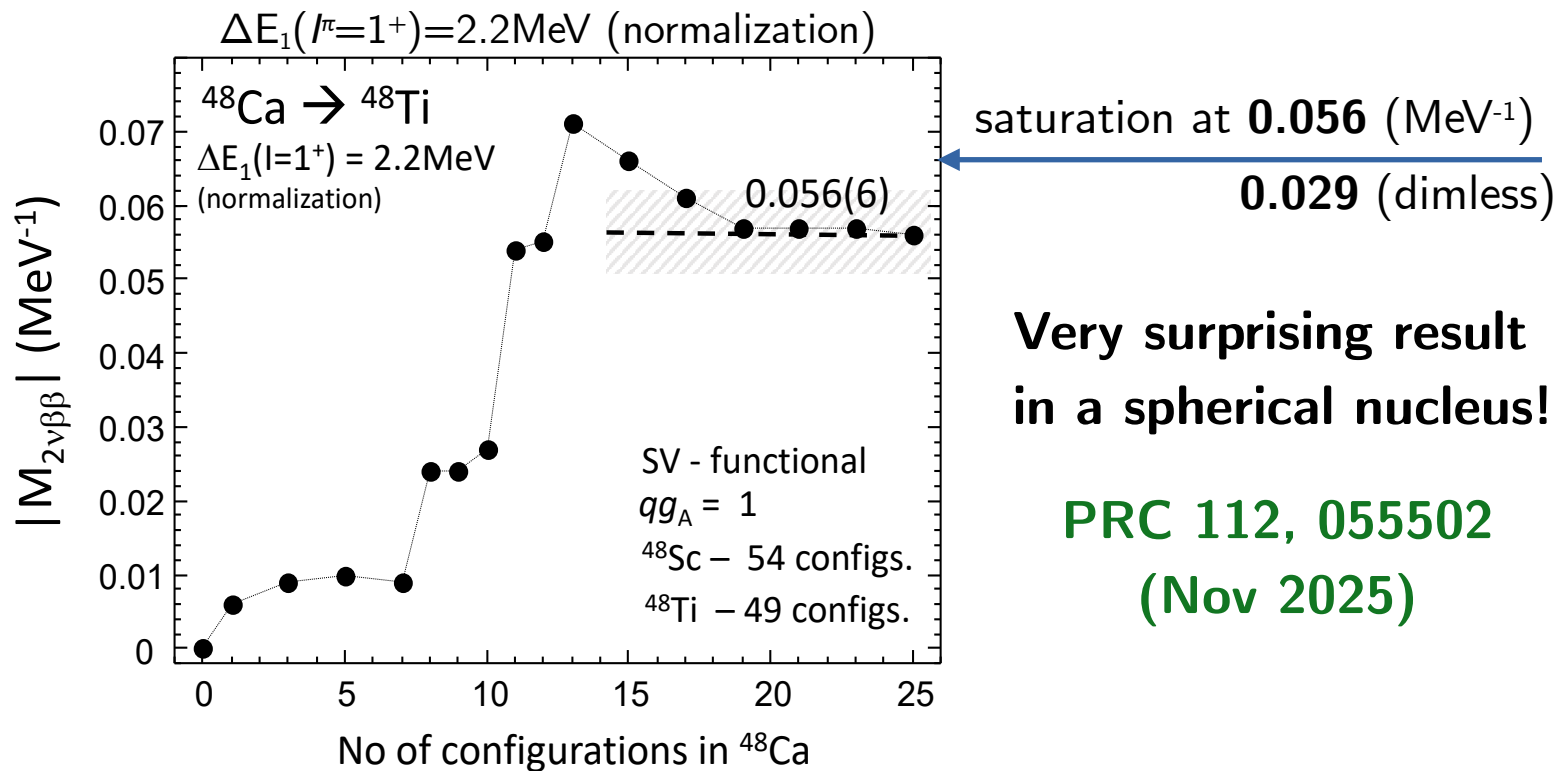 ΔE₁(Iᵖⁱ=1⁺)=2.2MeV (normalization)
⁴⁸Ca → ⁴⁸Ti
ΔE₁(I=1⁺) = 2.2MeV
(normalization)
0.056(6)
SV - functional
qgA = 1
⁴⁸Sc – 54 configs.
⁴⁸Ti – 49 configs.
|M₂νββ| (MeV⁻¹)
0.07
0.06
0.05
0.04
0.03
0.02
0.01
0
0 5 10 15 20 25
No of configurations in ⁴⁸Ca
saturation at 0.056 (MeV⁻¹)
0.029 (dimless)
Very surprising result
in a spherical nucleus!
PRC 112, 055502
(Nov 2025)